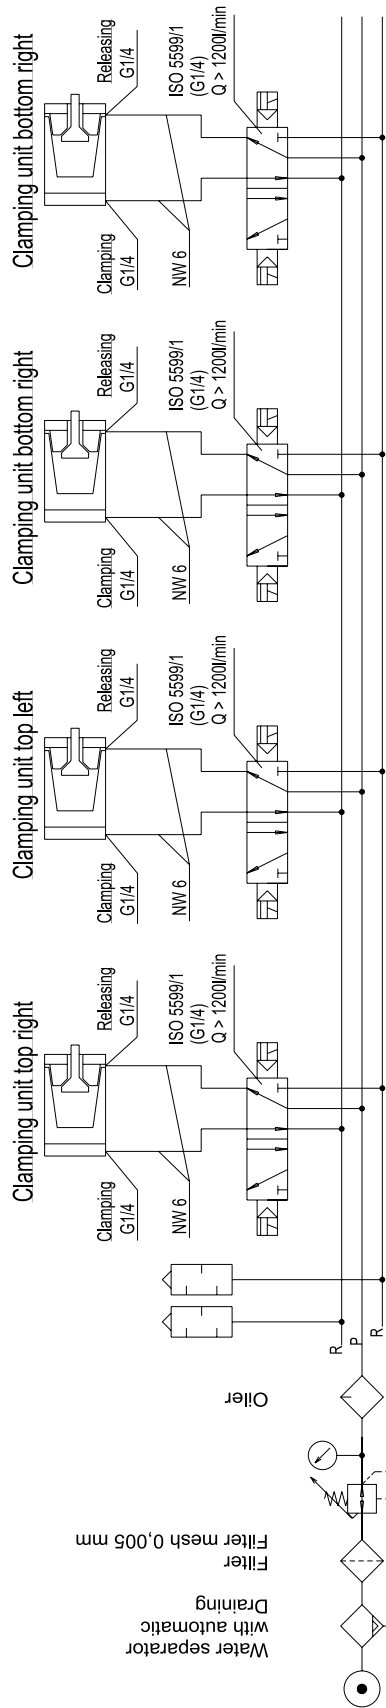 Clamping unit top right
Clamping
G1/4
Releasing
G1/4
NW 6
ISO 5599/1
(G1/4)
Q > 1200l/min
Clamping unit top left
Clamping
G1/4
Releasing
G1/4
NW 6
ISO 5599/1
(G1/4)
Q > 1200l/min
Clamping unit bottom right
Clamping
G1/4
Releasing
G1/4
NW 6
ISO 5599/1
(G1/4)
Q > 1200l/min
Clamping unit bottom right
Clamping
G1/4
Releasing
G1/4
NW 6
ISO 5599/1
(G1/4)
Q > 1200l/min
R
P
R
Water separator
with automatic
Draining
Filter
Filter mesh 0,005 mm
Oiler